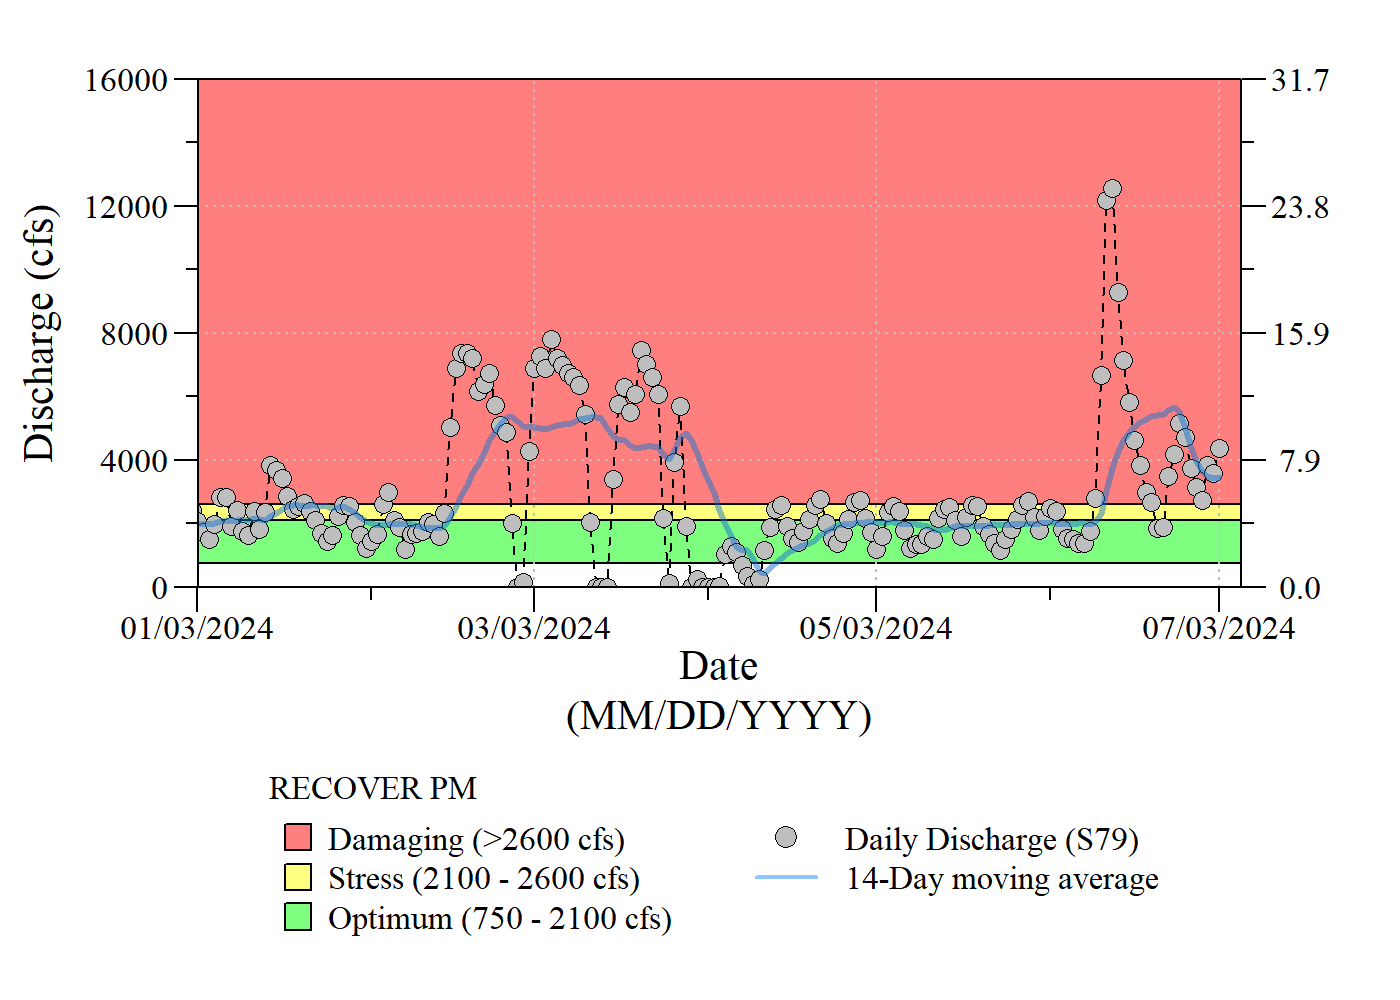 16000
31.7
12000
23.8
8000
15.9
4000
7.9
0
0.0
Discharge (cfs)
01/03/2024
03/03/2024
05/03/2024
07/03/2024
Date
(MM/DD/YYYY)
RECOVER PM
Damaging (>2600 cfs)
Stress (2100 - 2600 cfs)
Optimum (750 - 2100 cfs)
Daily Discharge (S79)
14-Day moving average